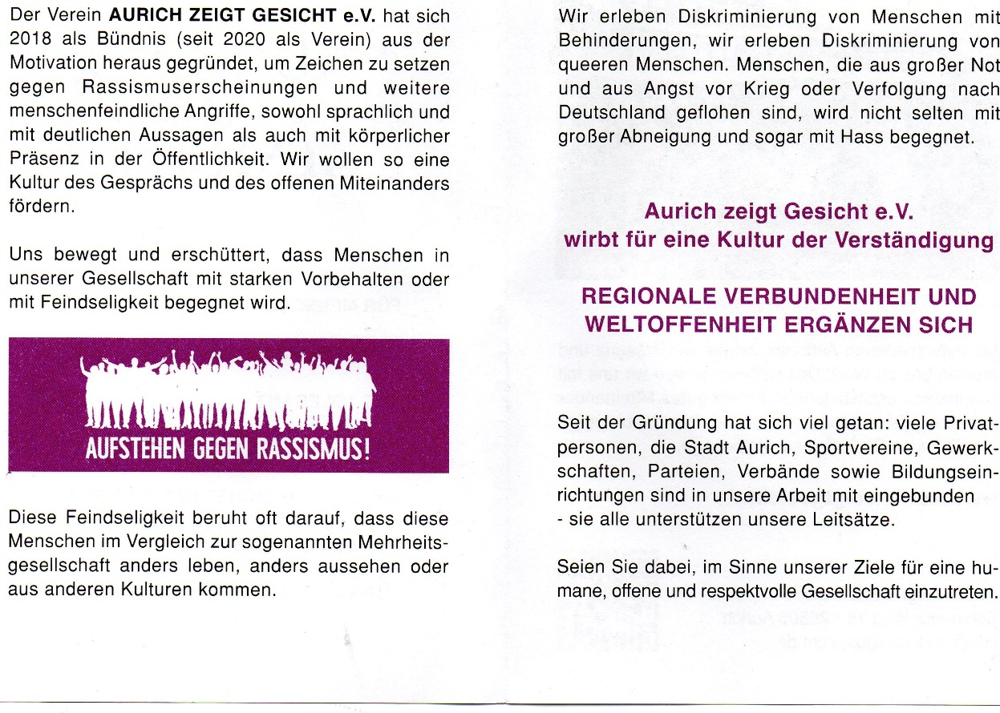 Der Verein AURICH ZEIGT GESICHT e.V. hat sich
2018 als Bündnis (seit 2020 als Verein) aus der
Motivation heraus gegründet, um Zeichen zu setzen
gegen Rassismuserscheinungen und weitere
menschenfeindliche Angriffe, sowohl sprachlich und
mit deutlichen Aussagen als auch mit körperlicher
Präsenz in der Öffentlichkeit. Wir wollen so eine
Kultur des Gesprächs und des offenen Miteinanders
fördern.
Uns bewegt und erschüttert, dass Menschen in
unserer Gesellschaft mit starken Vorbehalten oder
mit Feindseligkeit begegnet wird.
AUFSTEHEN GEGEN RASSISMUS!
Diese Feindseligkeit beruht oft darauf, dass diese
Menschen im Vergleich zur sogenannten Mehrheits-
gesellschaft anders leben, anders aussehen oder
aus anderen Kulturen kommen.
Wir erleben Diskriminierung von Menschen mit
Behinderungen, wir erleben Diskriminierung von
queeren Menschen. Menschen, die aus großer Not
und aus Angst vor Krieg oder Verfolgung nach
Deutschland geflohen sind, wird nicht selten mit
großer Abneigung und sogar mit Hass begegnet.
Aurich zeigt Gesicht e.V.
wirbt für eine Kultur der Verständigung
REGIONALE VERBUNDENHEIT UND
WELTOFFENHEIT ERGÄNZEN SICH
Seit der Gründung hat sich viel getan: viele Privat-
personen, die Stadt Aurich, Sportvereine, Gewerk-
schaften, Parteien, Verbände sowie Bildungsein-
richtungen sind in unsere Arbeit mit eingebunden
- sie alle unterstützen unsere Leitsätze.
Seien Sie dabei, im Sinne unserer Ziele für eine hu-
mane, offene und respektvolle Gesellschaft einzutreten.